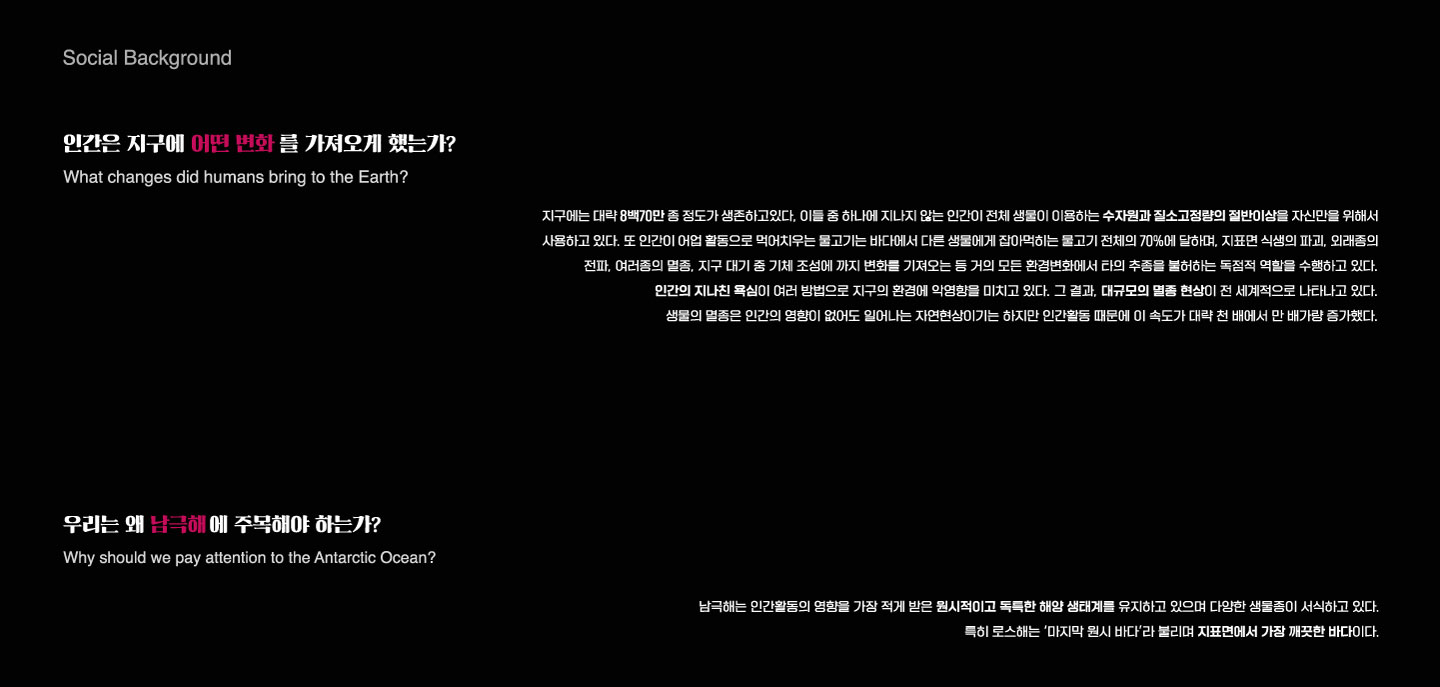 Social Background
인간은 지구에 어떤 변화를 가져오게 했는가?
What changes did humans bring to the Earth?
지구에는 대략 8백70만 종 정도가 생존하고있다, 이들 중 하나에 지나지 않는 인간이 전체 생물이 이용하는 수자원과 질소고정량의 절반이상을 자신만을 위해서
사용하고 있다. 또 인간이 어업 활동으로 먹어치우는 물고기는 바다에서 다른 생물에게 잡아먹히는 물고기 전체의 70%에 달하며, 지표면 식생의 파괴, 외래종의
전파, 여러종의 멸종, 지구 대기 중 기체 조성에 까지 변화를 기져오는 등 거의 모든 환경변화에서 타의 추종을 불허하는 독점적 역할을 수행하고 있다.
인간의 지나친 욕심이 여러 방법으로 지구의 환경에 악영향을 미치고 있다. 그 결과, 대규모의 멸종 현상이 전 세계적으로 나타나고 있다.
생물의 멸종은 인간의 영향이 없어도 일어나는 자연현상이기는 하지만 인간활동 때문에 이 속도가 대략 천 배에서 만 배가량 증가했다.
우리는 왜 남극해에 주목해야 하는가?
Why should we pay attention to the Antarctic Ocean?
남극해는 인간활동의 영향을 가장 적게 받은 원시적이고 독특한 해양 생태계를 유지하고 있으며 다양한 생물종이 서식하고 있다.
특히 로스해는 ‘마지막 원시 바다’라 불리며 지표면에서 가장 깨끗한 바다이다.